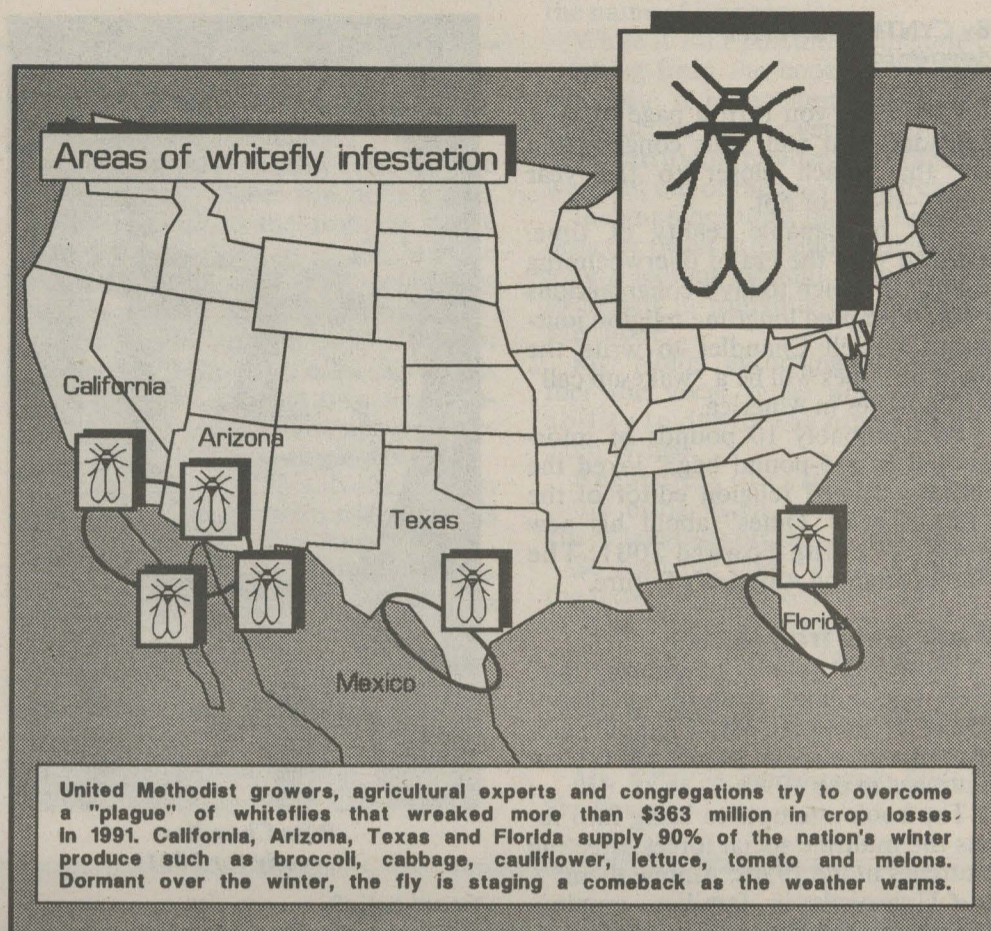 Areas of whitefly infestation
California
Arizona
Texas
Florida
Mexico
United Methodist growers, agricultural experts and congregations try to overcome
a "plague" of whiteflies that wreaked more than $363 million in crop losses
in 1991. California, Arizona, Texas and Florida supply 90% of the nation's winter
produce such as broccoli, cabbage, cauliflower, lettuce, tomato and melons.
Dormant over the winter, the fly is staging a comeback as the weather warms.